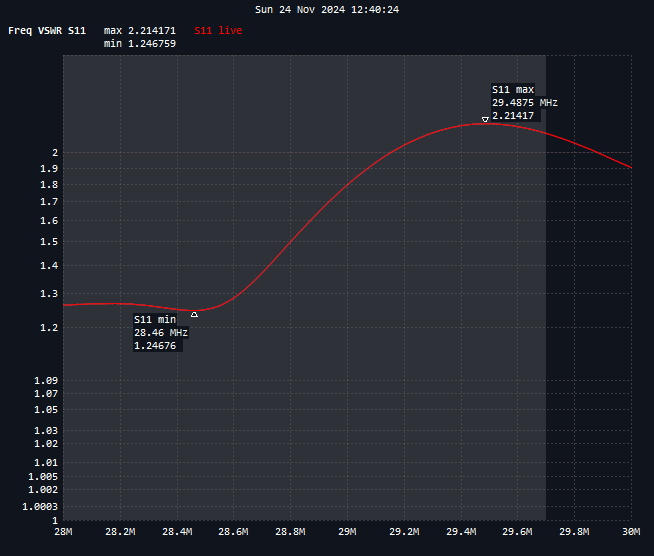 Sun 24 Nov 2024 12:40:24
Freq VSWR S11 max 2.214171 S11 live
min 1.246759
S11 max
29.4875 MHz
2.21417
2
1.9
1.8
1.7
1.6
1.5
1.4
1.3
1.2
S11 min
28.46 MHz
1.24676
1.09
1.07
1.05
1.03
1.02
1.01
1.005
1.002
1.0003
1
28M 28.2M 28.4M 28.6M 28.8M 29M 29.2M 29.4M 29.6M 29.8M 30M